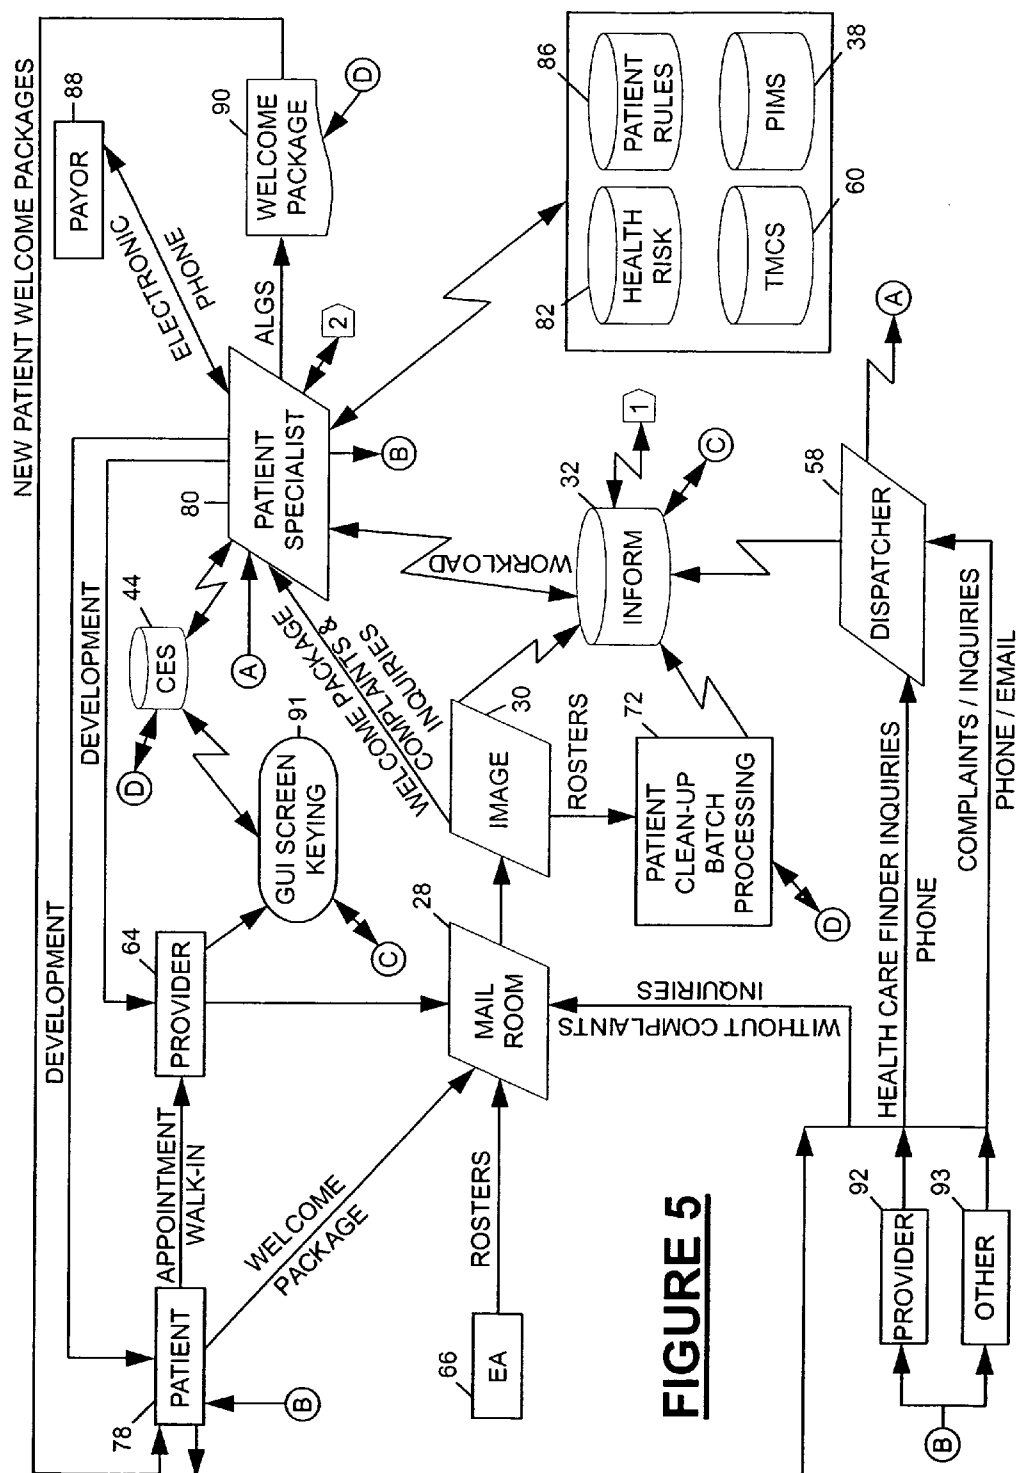 NEW PATIENT WELCOME PACKAGES
DEVELOPMENT
DEVELOPMENT
78
PATIENT
B
APPOINTMENT
WALK-IN
64
PROVIDER
D
44
CES
91
GUI SCREEN
KEYING
C
80
PATIENT
SPECIALIST
A
B
2
ELECTRONIC
PHONE
88
PAYOR
ALGS
90
WELCOME
PACKAGE
D
WELCOME
PACKAGE
66
EA
ROSTERS
28
MAIL
ROOM
WITHOUT COMPLAINTS
INQUIRIES
30
IMAGE
WELCOME PACKAGE
COMPLAINTS &
INQUIRIES
ROSTERS
72
PATIENT
CLEAN-UP
BATCH
PROCESSING
D
WORKLOAD
32
INFORM
1
C
82
HEALTH
RISK
86
PATIENT
RULES
TMCS
60
PIMS
38
58
DISPATCHER
A
HEALTH CARE FINDER INQUIRIES
PHONE
COMPLAINTS / INQUIRIES
PHONE / EMAIL
92
PROVIDER
93
OTHER
B
FIGURE 5